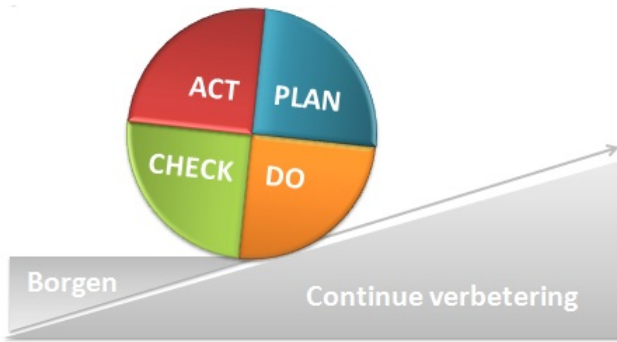 ACT
PLAN
CHECK
DO
Borgen
Continue verbetering